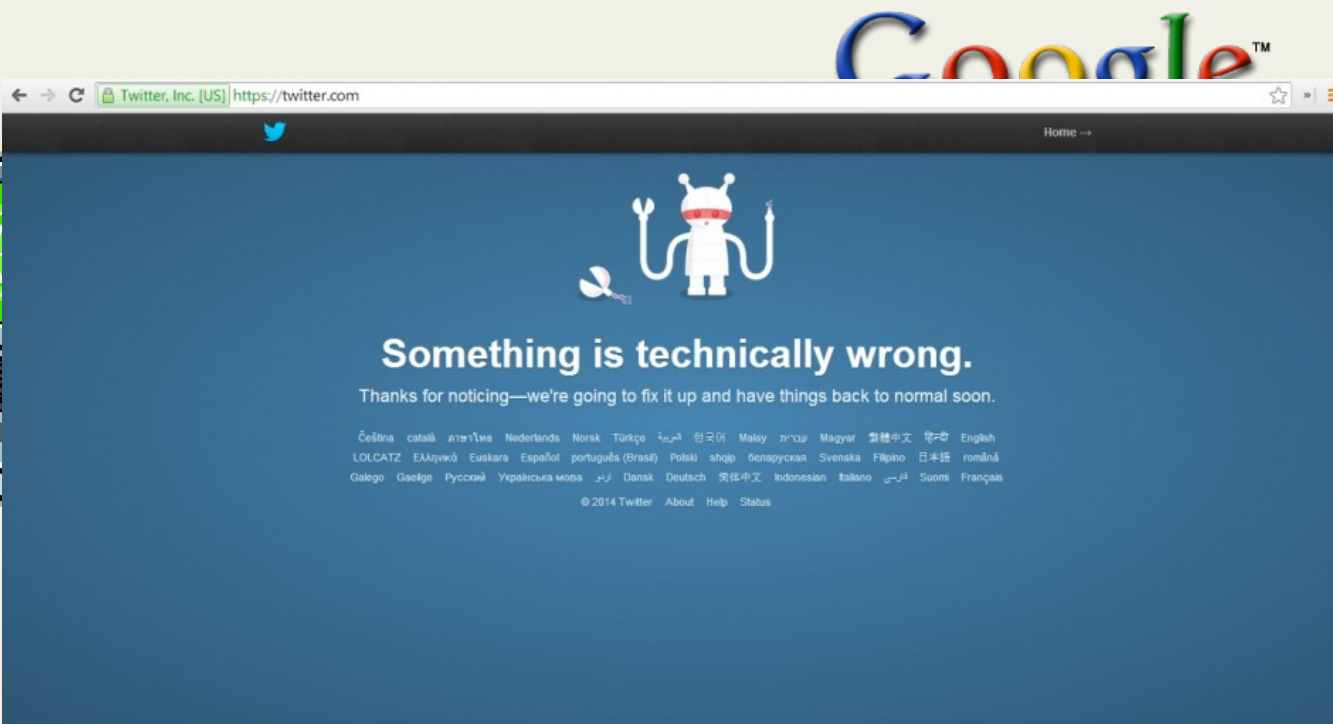 Google™
Twitter, Inc. [US] https://twitter.com
Home →
Something is technically wrong.
Thanks for noticing—we're going to fix it up and have things back to normal soon.
Čeština català ภาษาไทย Nederlands Norsk Türkçe العربية 한국어 Malay עברית Magyar 繁體中文 हिन्दी English
LOLCATZ Ελληνικά Euskara Español português (Brasil) Polski shqip беларуская Svenska Filipino 日本語 română
Galego Gaeilge Русский Українська мова اردو Dansk Deutsch 简体中文 Indonesian Italiano فارسی Suomi Français
© 2014 Twitter About Help Status